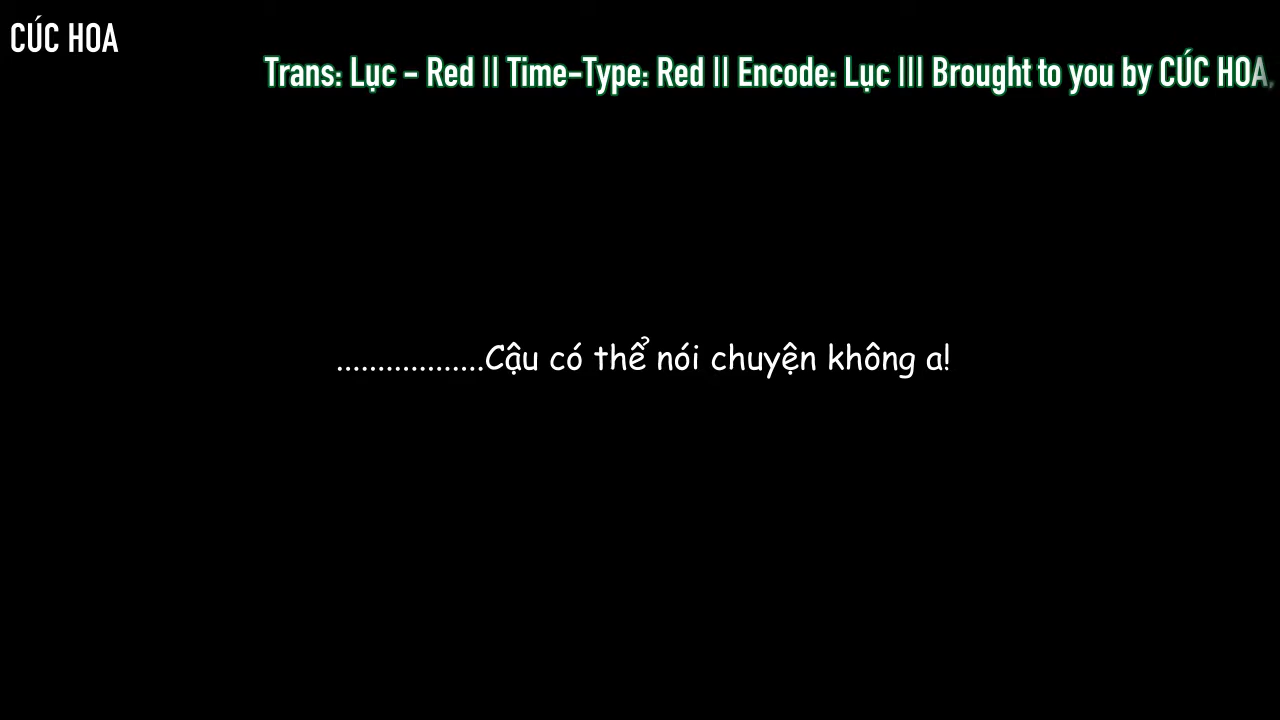 CÚC HOA
Trans: Lục - Red || Time-Type: Red || Encode: Lục ||| Brought to you by CÚC HOA,
..................Cậu có thể nói chuyện không a!